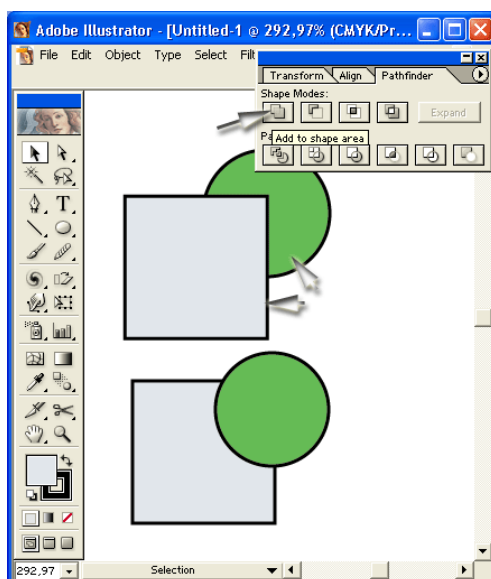 Adobe Illustrator - [Untitled-1 @ 292,97% (CMYK/Pr...
File Edit Object Type Select Filt
Transform Align Pathfinder
Shape Modes:
Expand
Add to shape area
T
292,97 Selection